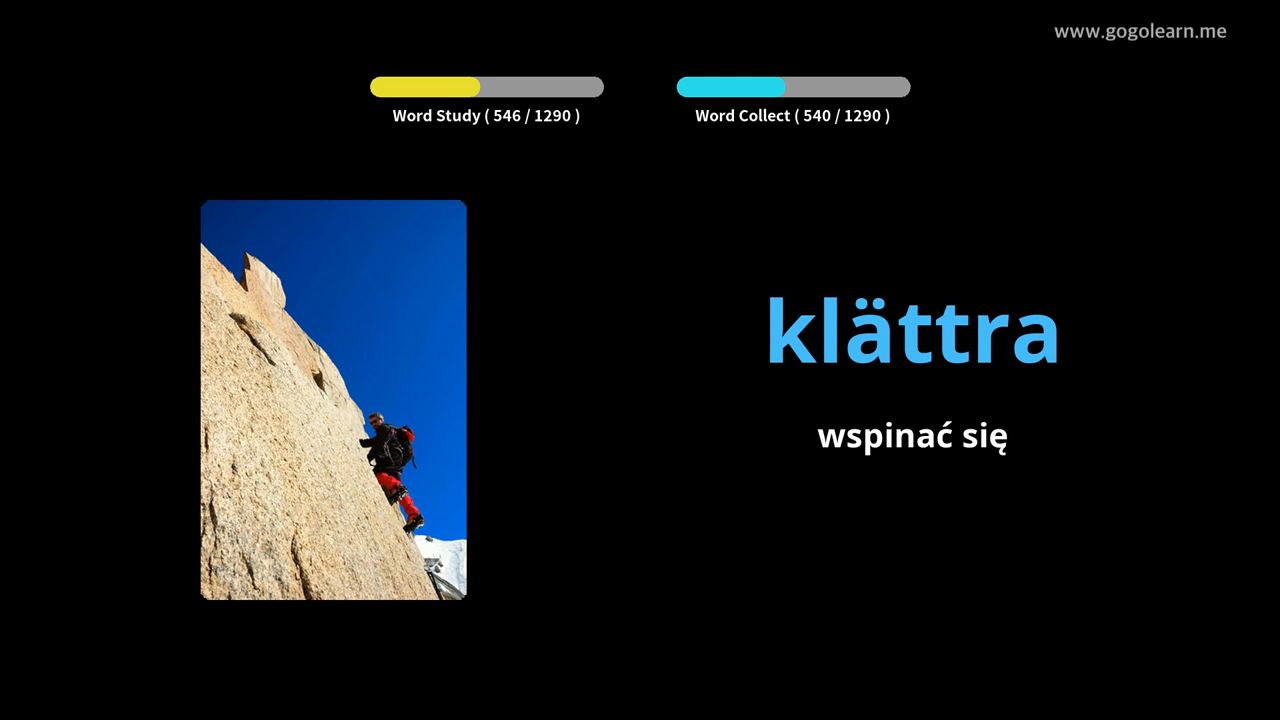 www.gogolearn.me
Word Study ( 546 / 1290 )
Word Collect ( 540 / 1290 )
klättra
wspinać się